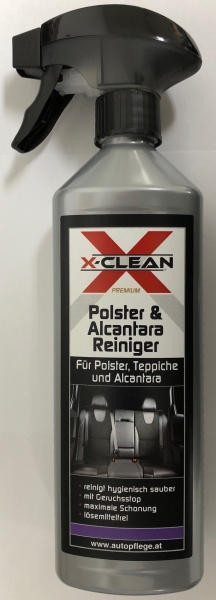 X-CLEAN
PREMIUM
Polster &
Alcantara
Reiniger
Für Polster, Teppiche
und Alcantara
· reinigt hygienisch sauber
· mit Geruchsstop
· maximale Schonung
· lösemittelfrei
www.autopflege.at